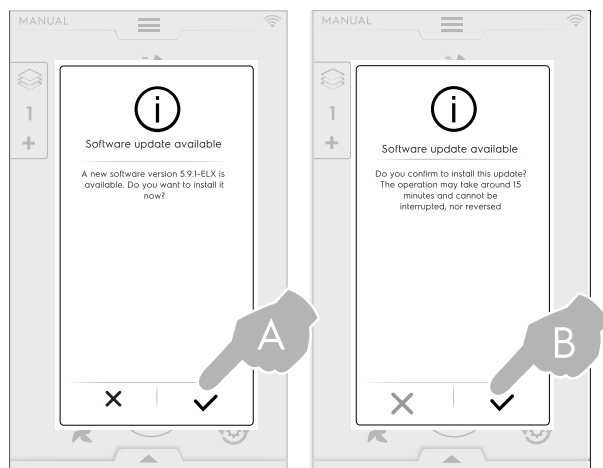 MANUAL
1
+
i
Software update available
A new software version 5.9.1-ELX is
available. Do you want to install it
now?
A
MANUAL
1
+
i
Software update available
Do you confirm to install this update?
The operation may take around 15
minutes and cannot be
interrupted, nor reversed
B